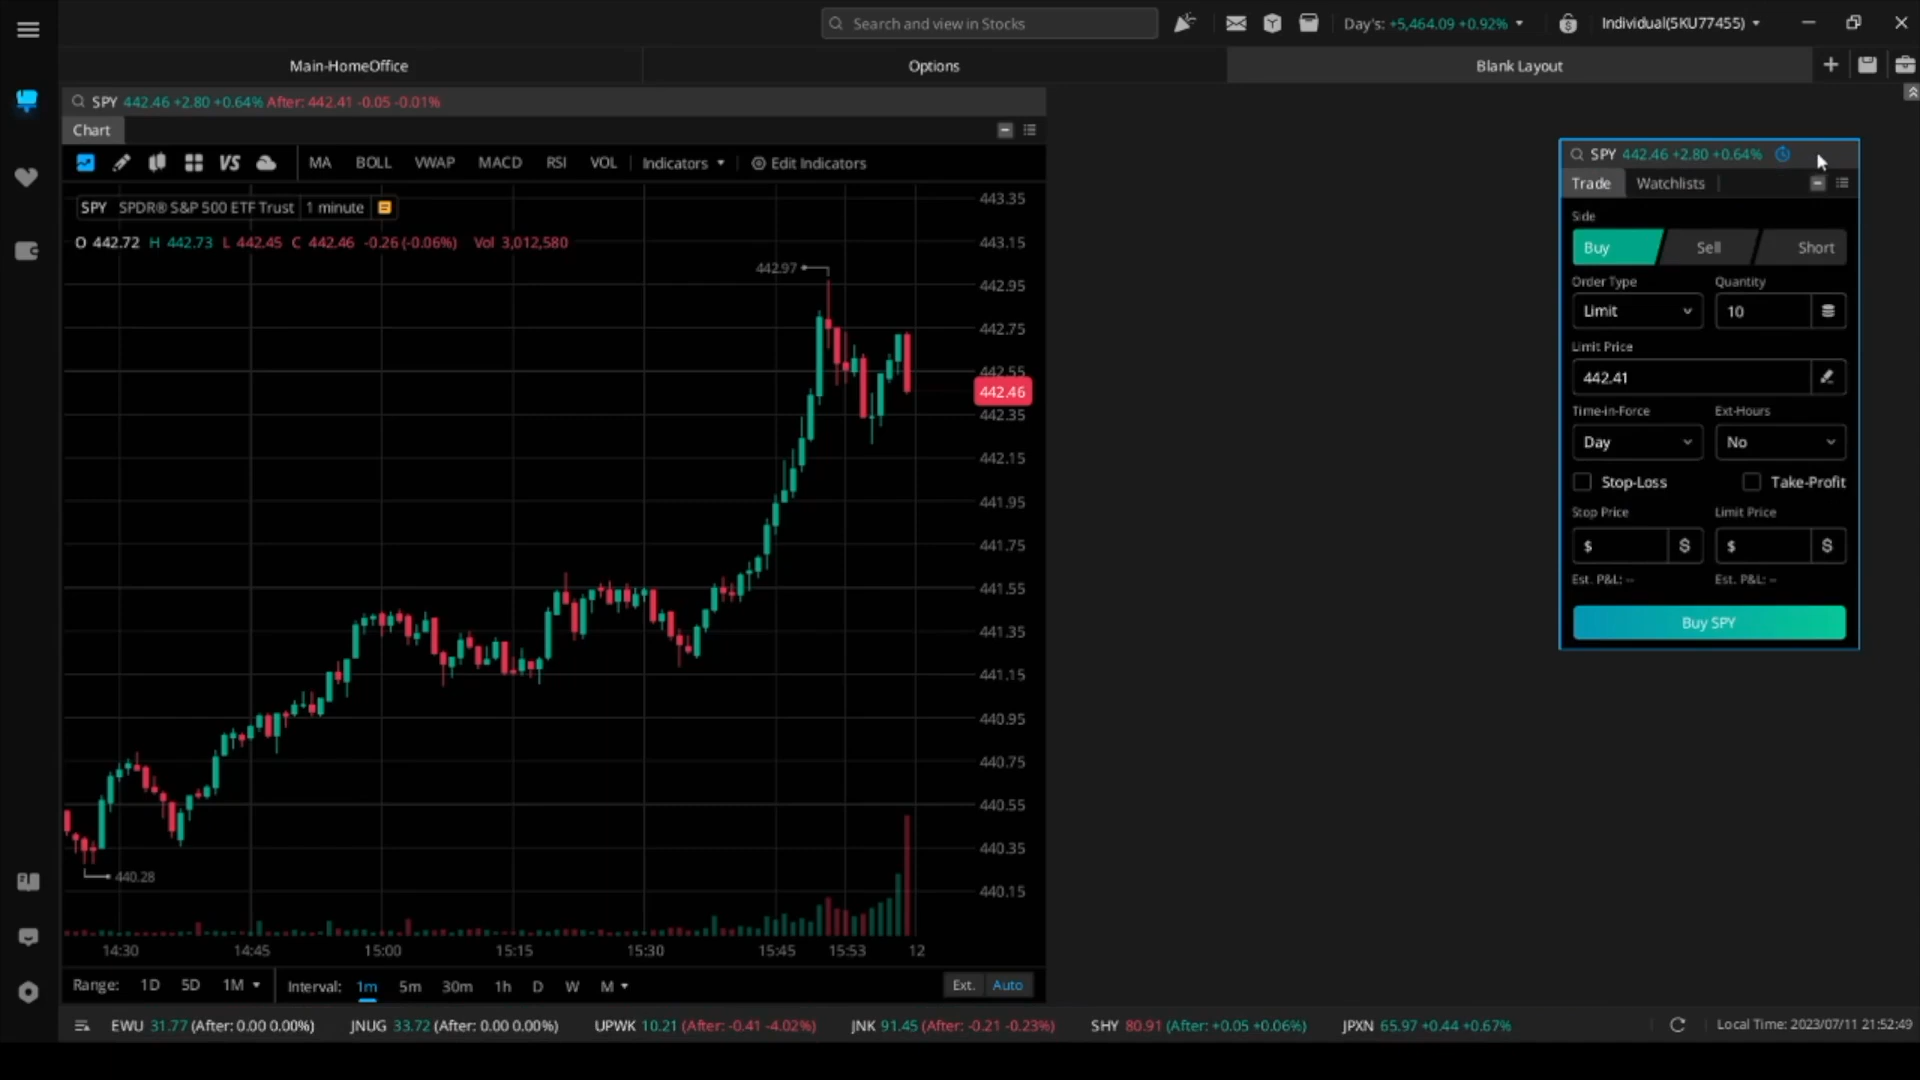 Search and view in Stocks
Day's: +5,464.09 +0.92%
Individual(5KU77455)
Main-HomeOffice
Options
Blank Layout
SPY 442.46 +2.80 +0.64% After: 442.41 -0.05 -0.01%
Chart
MA BOLL VWAP MACD RSI VOL Indicators Edit Indicators
SPY SPDR® S&P 500 ETF Trust 1 minute
O 442.72 H 442.73 L 442.45 C 442.46 -0.26 (-0.06%) Vol 3,012,580
442.97
440.28
443.35
443.15
442.95
442.75
442.55
442.46
442.35
442.15
441.95
441.75
441.55
441.35
441.15
440.95
440.75
440.55
440.35
440.15
14:30 14:45 15:00 15:15 15:30 15:45 15:53 12
Range: 1D 5D 1M Interval: 1m 5m 30m 1h D W M Ext. Auto
SPY 442.46 +2.80 +0.64%
Trade Watchlists
Side
Buy Sell Short
Order Type Quantity
Limit 10
Limit Price
442.41
Time-in-Force Ext-Hours
Day No
Stop-Loss Take-Profit
Stop Price Limit Price
$ $ $ $
Est. P&L: -- Est. P&L: --
Buy SPY
EWU 31.77 (After: 0.00 0.00%) JNUG 33.72 (After: 0.00 0.00%) UPWK 10.21 (After: -0.41 -4.02%) JNK 91.45 (After: -0.21 -0.23%) SHY 80.91 (After: +0.05 +0.06%) JPXN 65.97 +0.44 +0.67%
Local Time: 2023/07/11 21:52:49